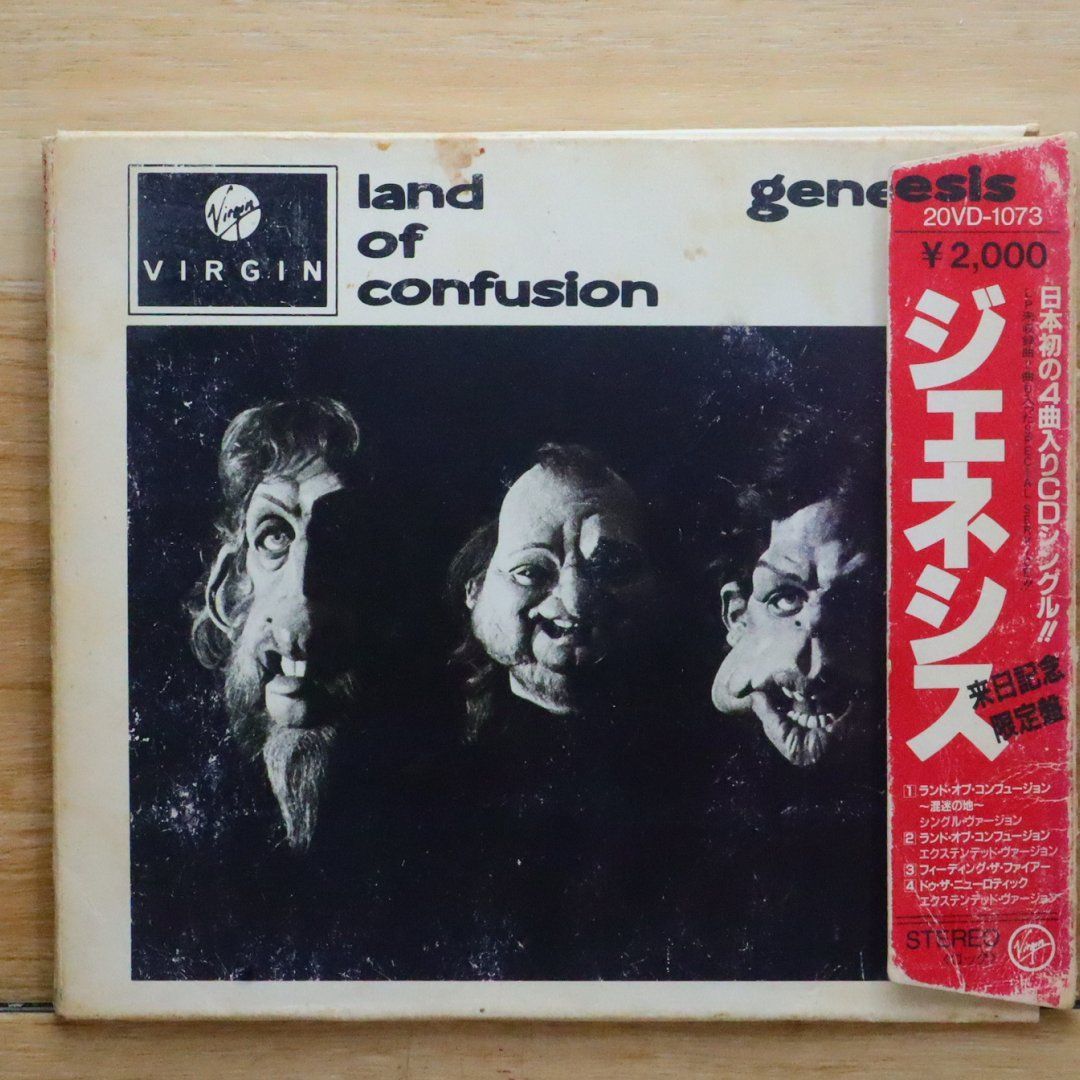 Virgin
VIRGIN
land
of
confusion
genesis
20VD-1073
¥2,000
日本初の4曲入りCDシングル!!
ジェネシス
来日記念
限定盤
1 ランド・オブ・コンフュージョン
〜混迷の地〜
シングル・ヴァージョン
2 ランド・オブ・コンフュージョン
エクステンデッド・ヴァージョン
3 フィーディング・ザ・ファイアー
4 ドゥ・ザ・ニューロティック
エクステンデッド・ヴァージョン
STEREO
Virgin